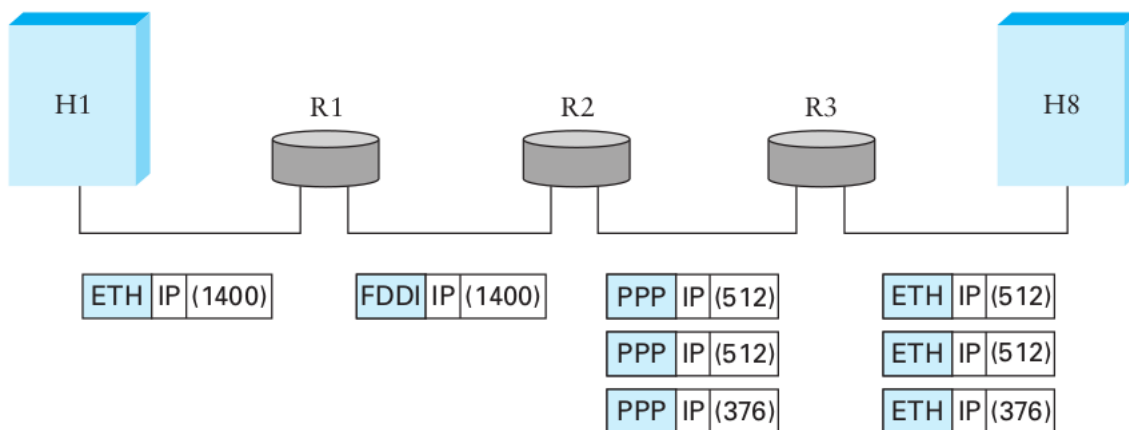 H1 R1 R2 R3 H8
ETH IP (1400) FDDI IP (1400) PPP IP (512) ETH IP (512)
PPP IP (512) ETH IP (512)
PPP IP (376) ETH IP (376)